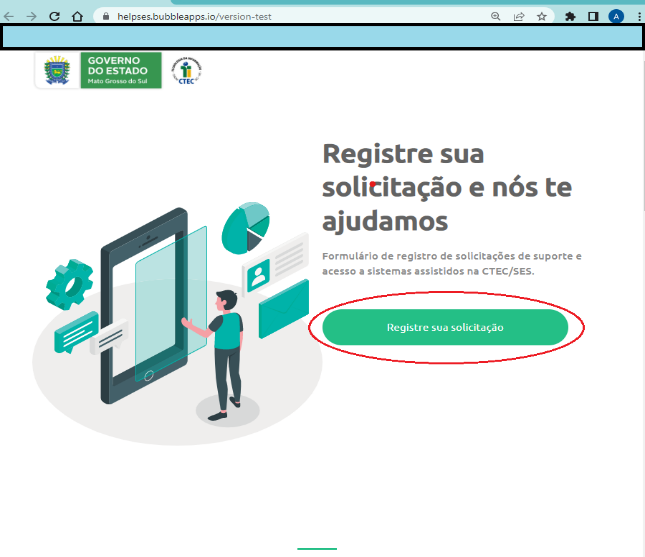 helpses.bubbleapps.io/version-test
A
GOVERNO
DO ESTADO
Mato Grosso do Sul
CTEC
Registre sua
solicitação e nós te
ajudamos
Formulário de registro de solicitações de suporte e
acesso a sistemas assistidos na CTEC/SES.
Registre sua solicitação